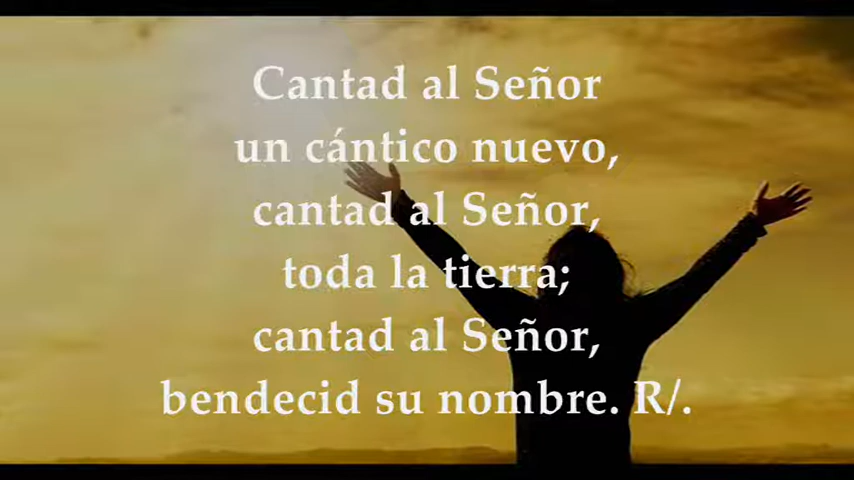 Cantad al Señor
un cántico nuevo,
cantad al Señor,
toda la tierra;
cantad al Señor,
bendecid su nombre. R/.